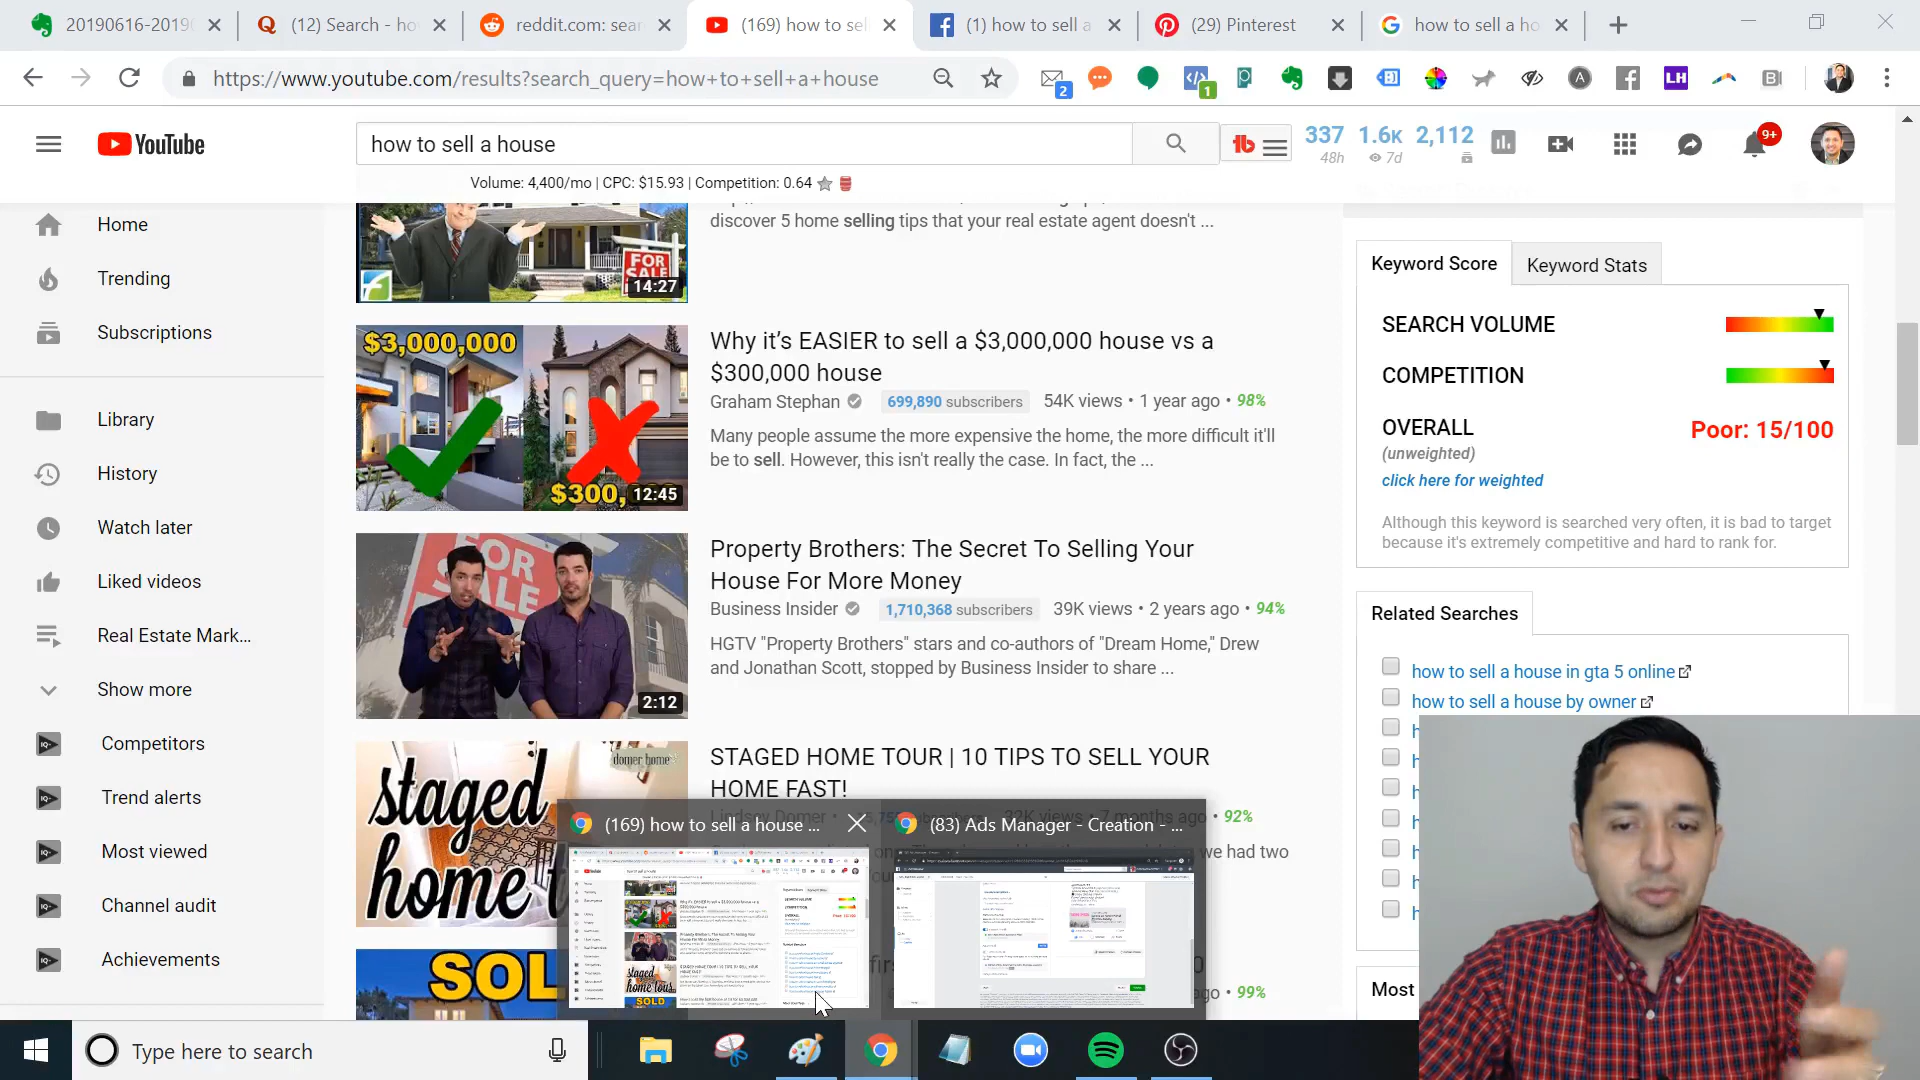 20190616-2019
(12) Search - ho
reddit.com: sear
(169) how to sel
(1) how to sell a
(29) Pinterest
how to sell a ho
https://www.youtube.com/results?search_query=how+to+sell+a+house
2
1
LH
YouTube
how to sell a house
337
48h
1.6K
7d
2,112
9+
Volume: 4,400/mo | CPC: $15.93 | Competition: 0.64
Home
Trending
Subscriptions
Library
History
Watch later
Liked videos
Real Estate Mark...
Show more
Competitors
Trend alerts
Most viewed
Channel audit
Achievements
FOR
SALE
14:27
discover 5 home selling tips that your real estate agent doesn't ...
$3,000,000
$300,
12:45
Why it's EASIER to sell a $3,000,000 house vs a
$300,000 house
Graham Stephan
699,890 subscribers
54K views • 1 year ago • 98%
Many people assume the more expensive the home, the more difficult it'll
be to sell. However, this isn't really the case. In fact, the ...
FOR
2:12
Property Brothers: The Secret To Selling Your
House For More Money
Business Insider
1,710,368 subscribers
39K views • 2 years ago • 94%
HGTV "Property Brothers" stars and co-authors of "Dream Home," Drew
and Jonathan Scott, stopped by Business Insider to share ...
domer home
staged
home
STAGED HOME TOUR | 10 TIPS TO SELL YOUR
HOME FAST!
92%
we had two
SOL
ago • 99%
Keyword Score
Keyword Stats
SEARCH VOLUME
COMPETITION
OVERALL
(unweighted)
Poor: 15/100
click here for weighted
Although this keyword is searched very often, it is bad to target
because it's extremely competitive and hard to rank for.
Related Searches
how to sell a house in gta 5 online
how to sell a house by owner
Most
(169) how to sell a house ...
(83) Ads Manager - Creation - ...
Type here to search